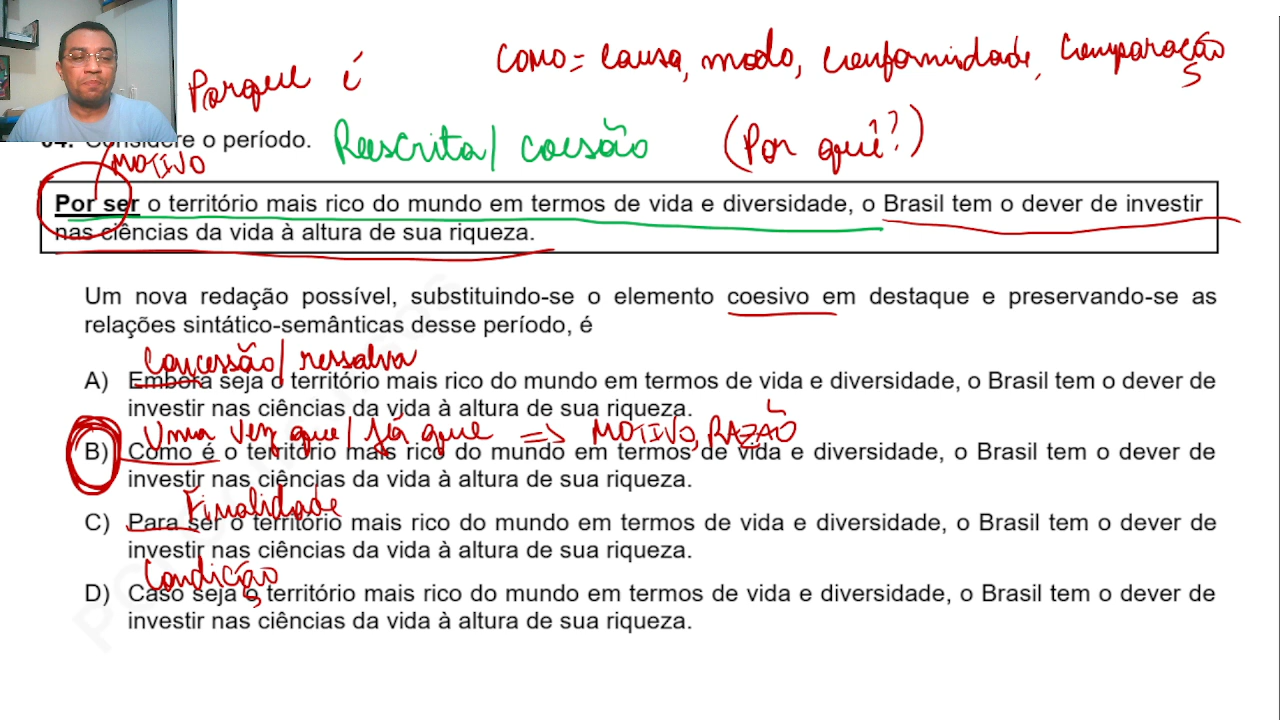 Porque é
como = causa, modo, conformidade, comparação
04. Considere o período.
Reescrita/ coesão
(Por quê?)
MOTIVO
Por ser o território mais rico do mundo em termos de vida e diversidade, o Brasil tem o dever de investir
nas ciências da vida à altura de sua riqueza.
Um nova redação possível, substituindo-se o elemento coesivo em destaque e preservando-se as
relações sintático-semânticas desse período, é
Concessão/ ressalva
A) Embora seja o território mais rico do mundo em termos de vida e diversidade, o Brasil tem o dever de
investir nas ciências da vida à altura de sua riqueza.
Uma vez que/ já que => MOTIVO, RAZÃO
B) Como é o território mais rico do mundo em termos de vida e diversidade, o Brasil tem o dever de
investir nas ciências da vida à altura de sua riqueza.
Finalidade
C) Para ser o território mais rico do mundo em termos de vida e diversidade, o Brasil tem o dever de
investir nas ciências da vida à altura de sua riqueza.
Condição
D) Caso seja o território mais rico do mundo em termos de vida e diversidade, o Brasil tem o dever de
investir nas ciências da vida à altura de sua riqueza.